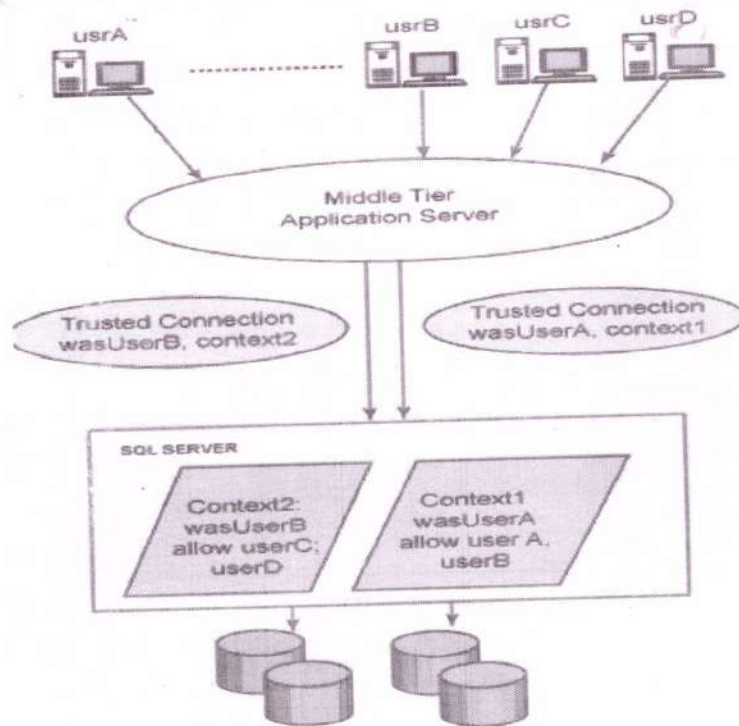 usrA
usrB
usrC
usrD
Middle Tier
Application Server
Trusted Connection
wasUserB, context2
Trusted Connection
wasUserA, context1
SQL SERVER
Context2:
wasUserB
allow userC;
userD
Context1
wasUserA
allow user A,
userB